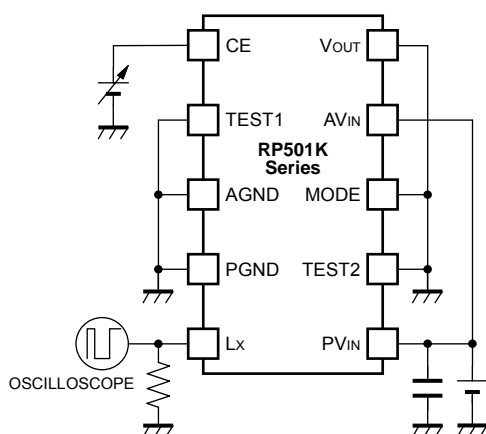 CE
VOUT
TEST1
AVIN
RP501K
Series
AGND
MODE
PGND
TEST2
LX
PVIN
OSCILLOSCOPE